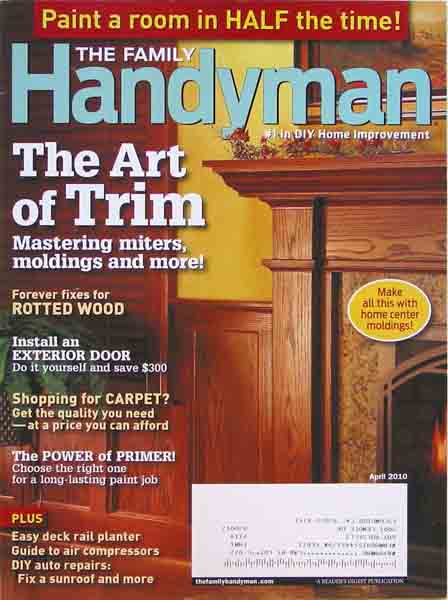 Paint a room in HALF the time!
THE FAMILY
Handyman
#1 in DIY Home Improvement
The Art
of Trim
Mastering miters,
moldings and more!
Forever fixes for
ROTTED WOOD
Install an
EXTERIOR DOOR
Do it yourself and save $300
Shopping for CARPET?
Get the quality you need
—at a price you can afford
The POWER of PRIMER!
Choose the right one
for a long-lasting paint job
PLUS
Easy deck rail planter
Guide to air compressors
DIY auto repairs:
Fix a sunroof and more
Make
all this with
home center
moldings!
April 2010
thefamilyhandyman.com
A READER'S DIGEST PUBLICATION